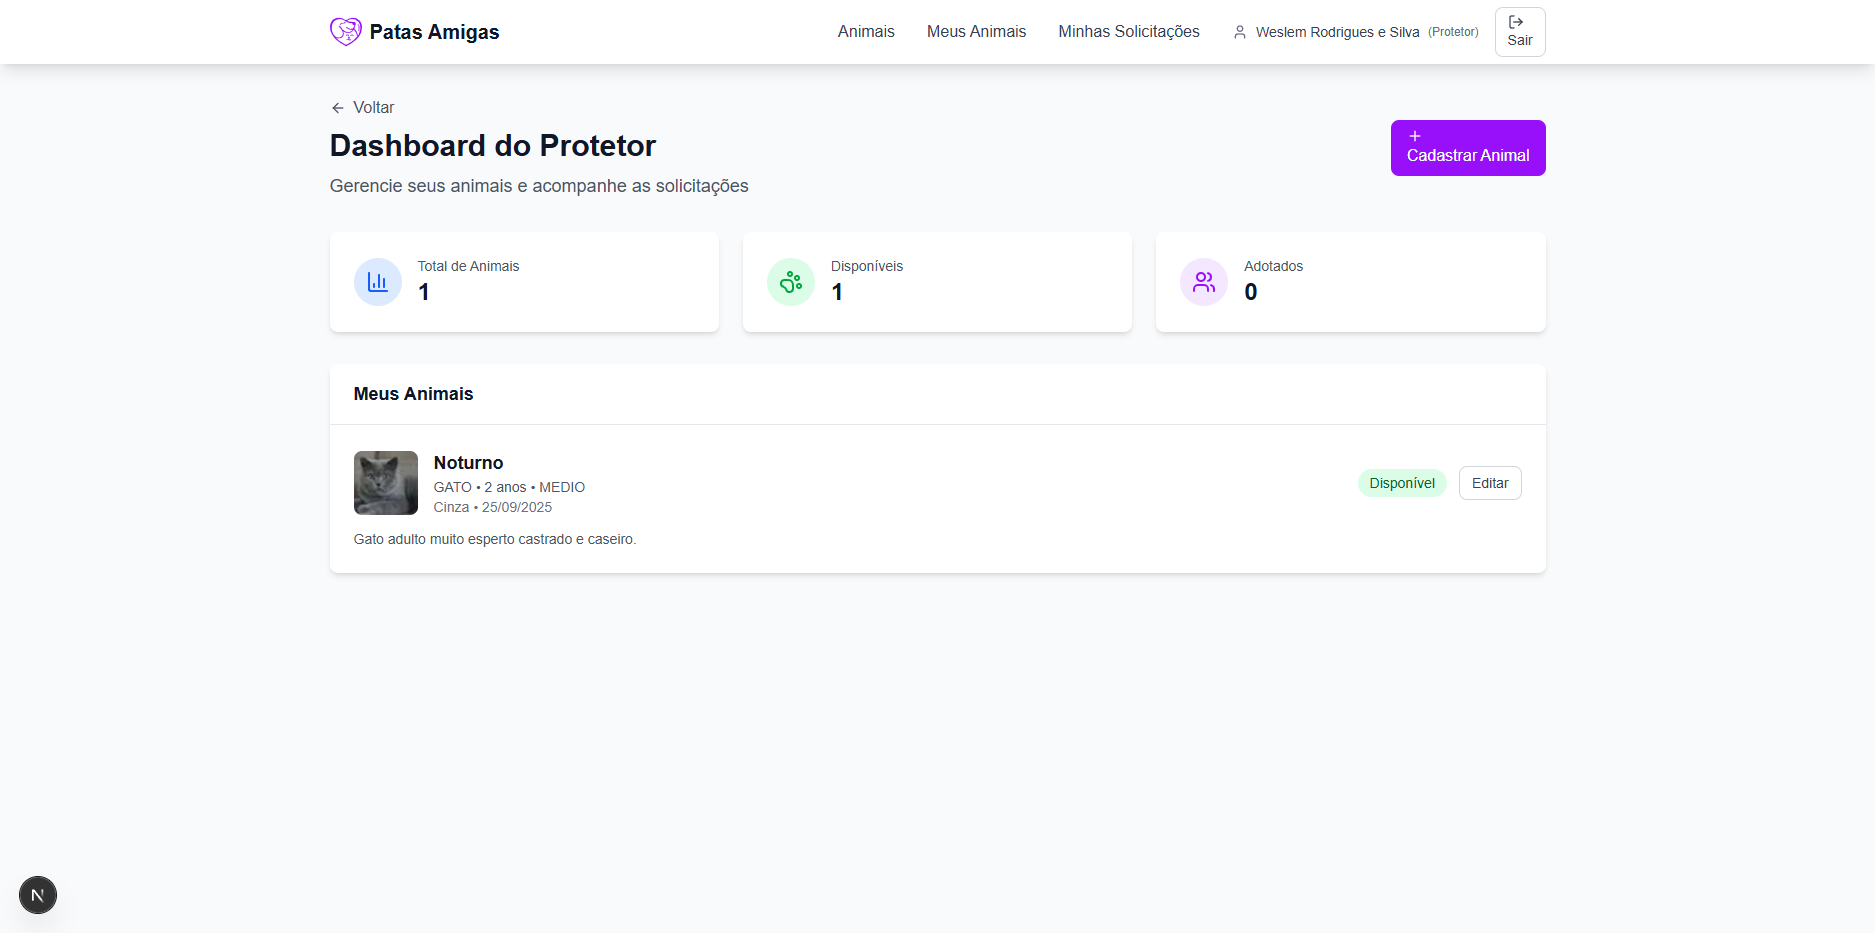 Patas Amigas
Animais
Meus Animais
Minhas Solicitações
Weslem Rodrigues e Silva (Protetor)
Sair
Voltar
Dashboard do Protetor
Gerencie seus animais e acompanhe as solicitações
Cadastrar Animal
Total de Animais
1
Disponíveis
1
Adotados
0
Meus Animais
Noturno
GATO • 2 anos • MEDIO
Cinza • 25/09/2025
Disponível
Editar
Gato adulto muito esperto castrado e caseiro.
N